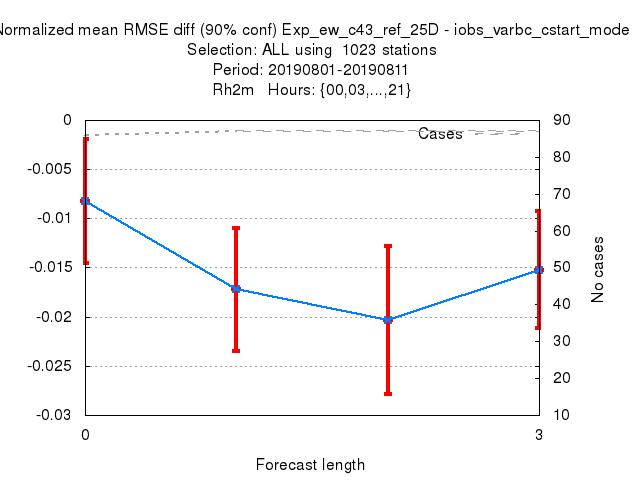 Normalized mean RMSE diff (90% conf) Exp_ew_c43_ref_25D - iobs_varbc_cstart_mode
Selection: ALL using  1023 stations
Period: 20190801-20190811
Rh2m   Hours: {00,03,...,21}
0
-0.005
-0.01
-0.015
-0.02
-0.025
-0.03
Cases
90
80
70
60
50
40
30
20
10
No cases
0
3
Forecast length